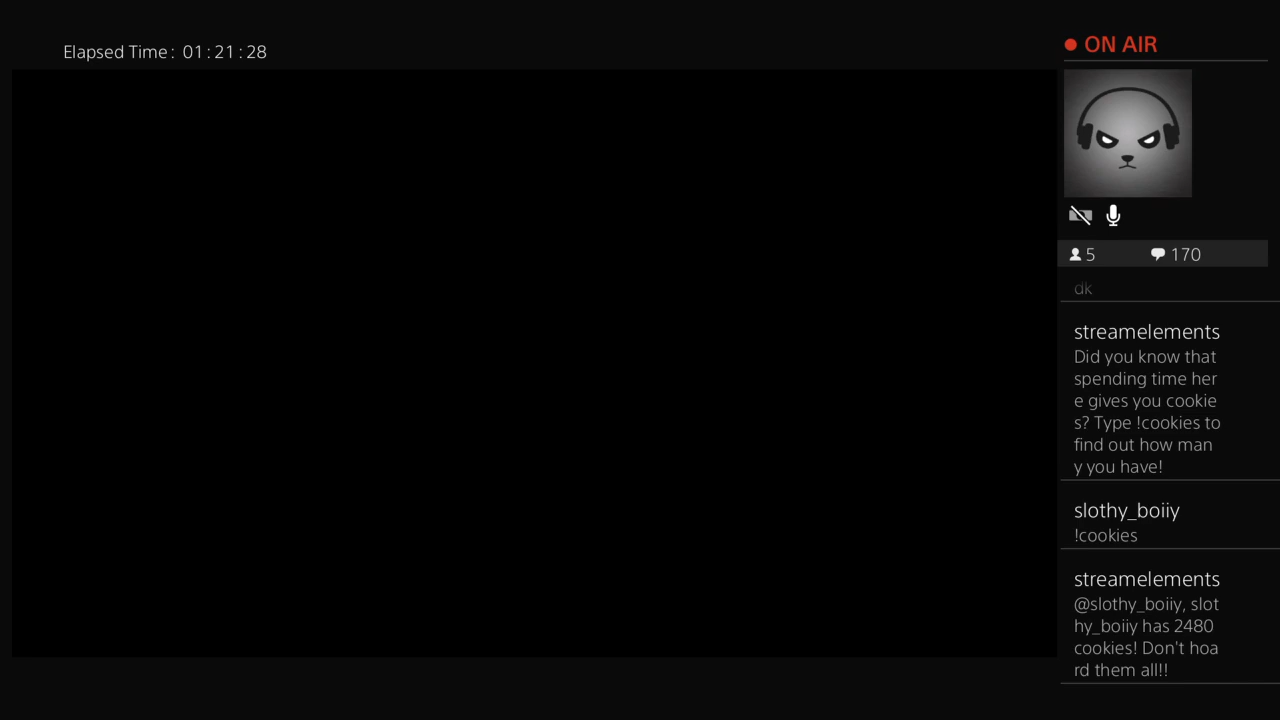 Elapsed Time: 01:21:28
ON AIR
5 170
dk
streamelements
Did you know that
spending time her
e gives you cookie
s? Type !cookies to
find out how man
y you have!
slothy_boiiy
!cookies
streamelements
@slothy_boiiy, slot
hy_boiiy has 2480
cookies! Don't hoa
rd them all!!